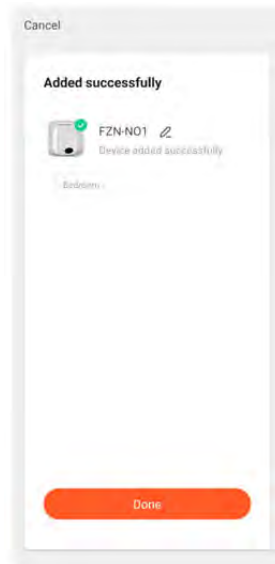 Cancel
Added successfully
FZN-NO1
Device added successfully
Bedroom
Done